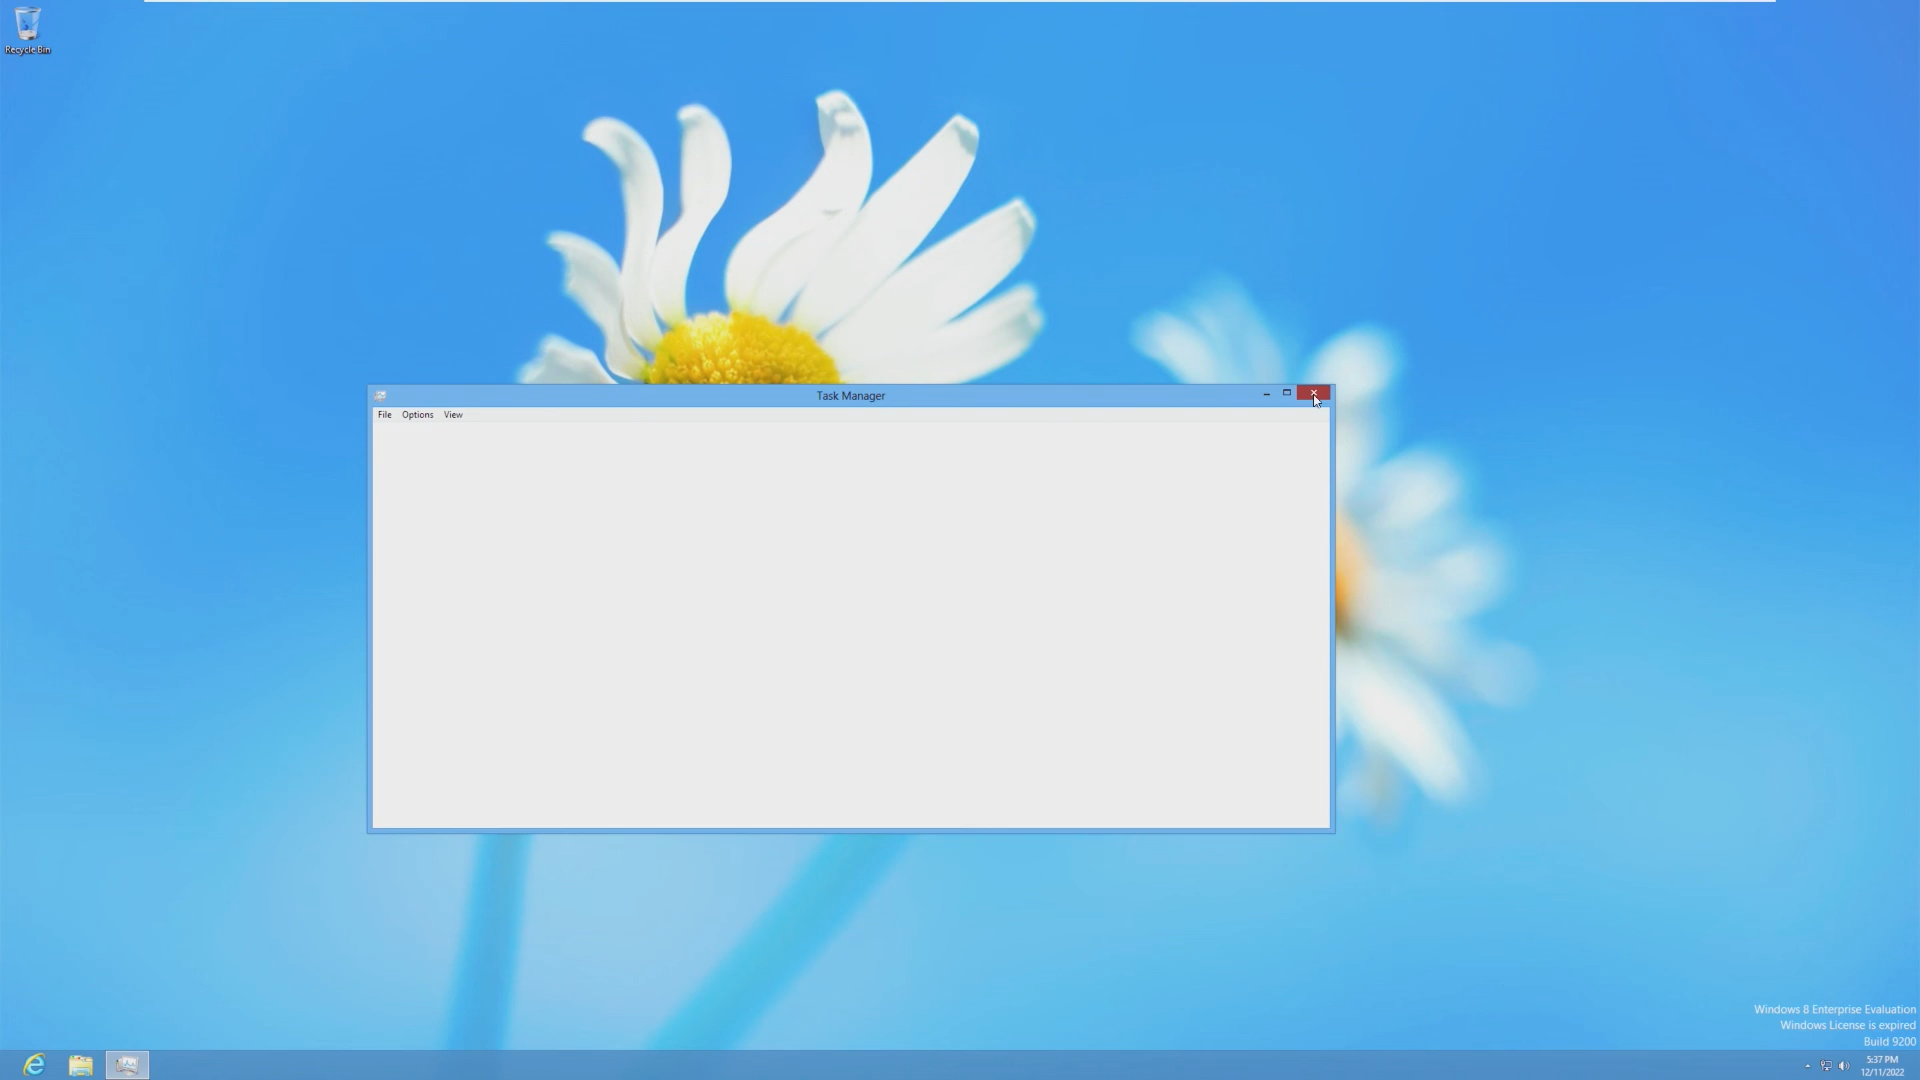 Recycle Bin
Task Manager
File Options View
Windows 8 Enterprise Evaluation
Windows License is expired
Build 9200
5:37 PM
12/11/2022